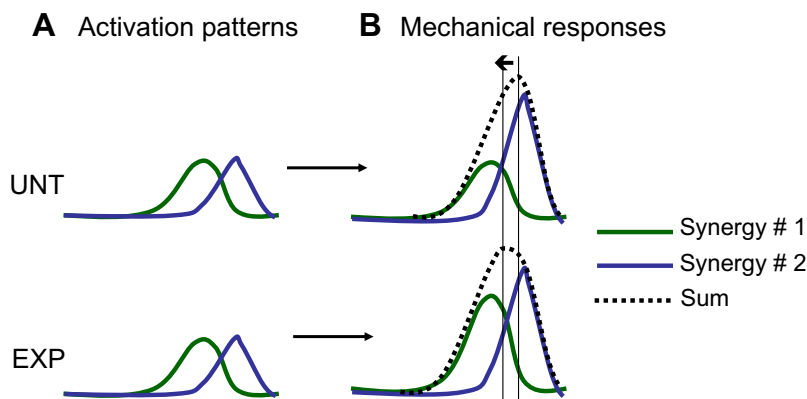 A Activation patterns
B Mechanical responses
UNT
EXP
Synergy # 1
Synergy # 2
Sum